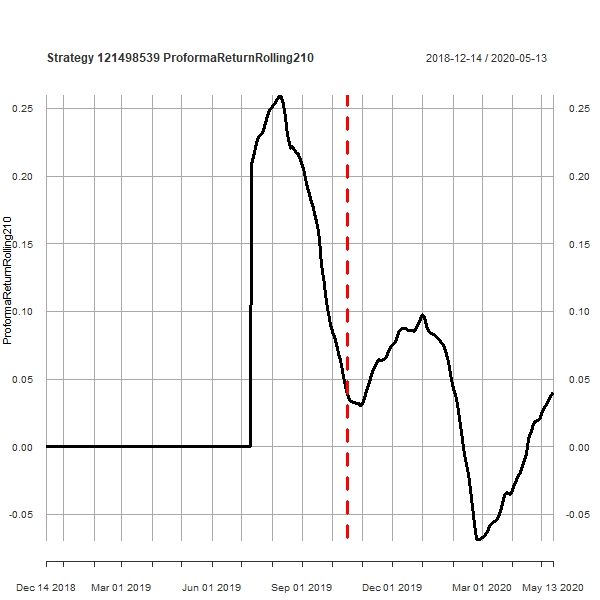 Strategy 121498539 ProformaReturnRolling210
2018-12-14 / 2020-05-13
ProformaReturnRolling210
0.25 0.25
0.20 0.20
0.15 0.15
0.10 0.10
0.05 0.05
0.00 0.00
-0.05 -0.05
Dec 14 2018 Mar 01 2019 Jun 01 2019 Sep 01 2019 Dec 01 2019 Mar 01 2020 May 13 2020